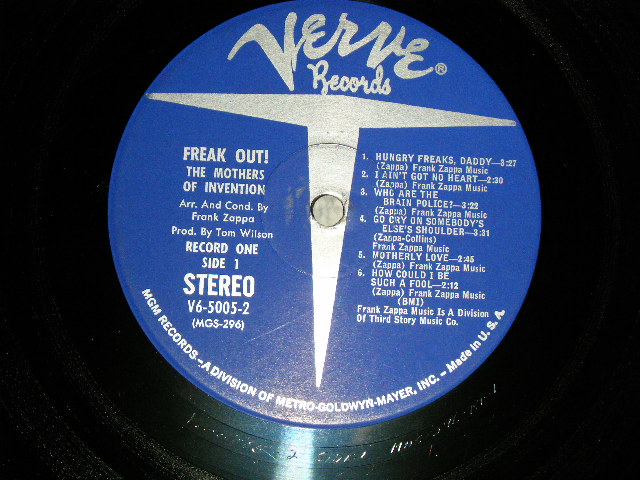 Verve®
Records
FREAK OUT!
THE MOTHERS
OF INVENTION
Arr. And Cond. By
Frank Zappa
Prod. By Tom Wilson
RECORD ONE
SIDE 1
STEREO
V6-5005-2
(MGS-296)
1. HUNGRY FREAKS, DADDY—3:27
(Zappa) Frank Zappa Music
2. I AIN'T GOT NO HEART—2:30
(Zappa) Frank Zappa Music
3. WHO ARE THE
BRAIN POLICE?—3:22
(Zappa) Frank Zappa Music
4. GO CRY ON SOMEBODY'S
ELSE'S SHOULDER—3:31
(Zappa-Collins)
Frank Zappa Music
5. MOTHERLY LOVE—2:45
(Zappa) Frank Zappa Music
6. HOW COULD I BE
SUCH A FOOL—2:12
(Zappa) Frank Zappa Music
(BMI)
Frank Zappa Music Is A Division
Of Third Story Music Co.
MGM RECORDS—A DIVISION OF METRO-GOLDWYN-MAYER, INC.—Made in U.S.A.